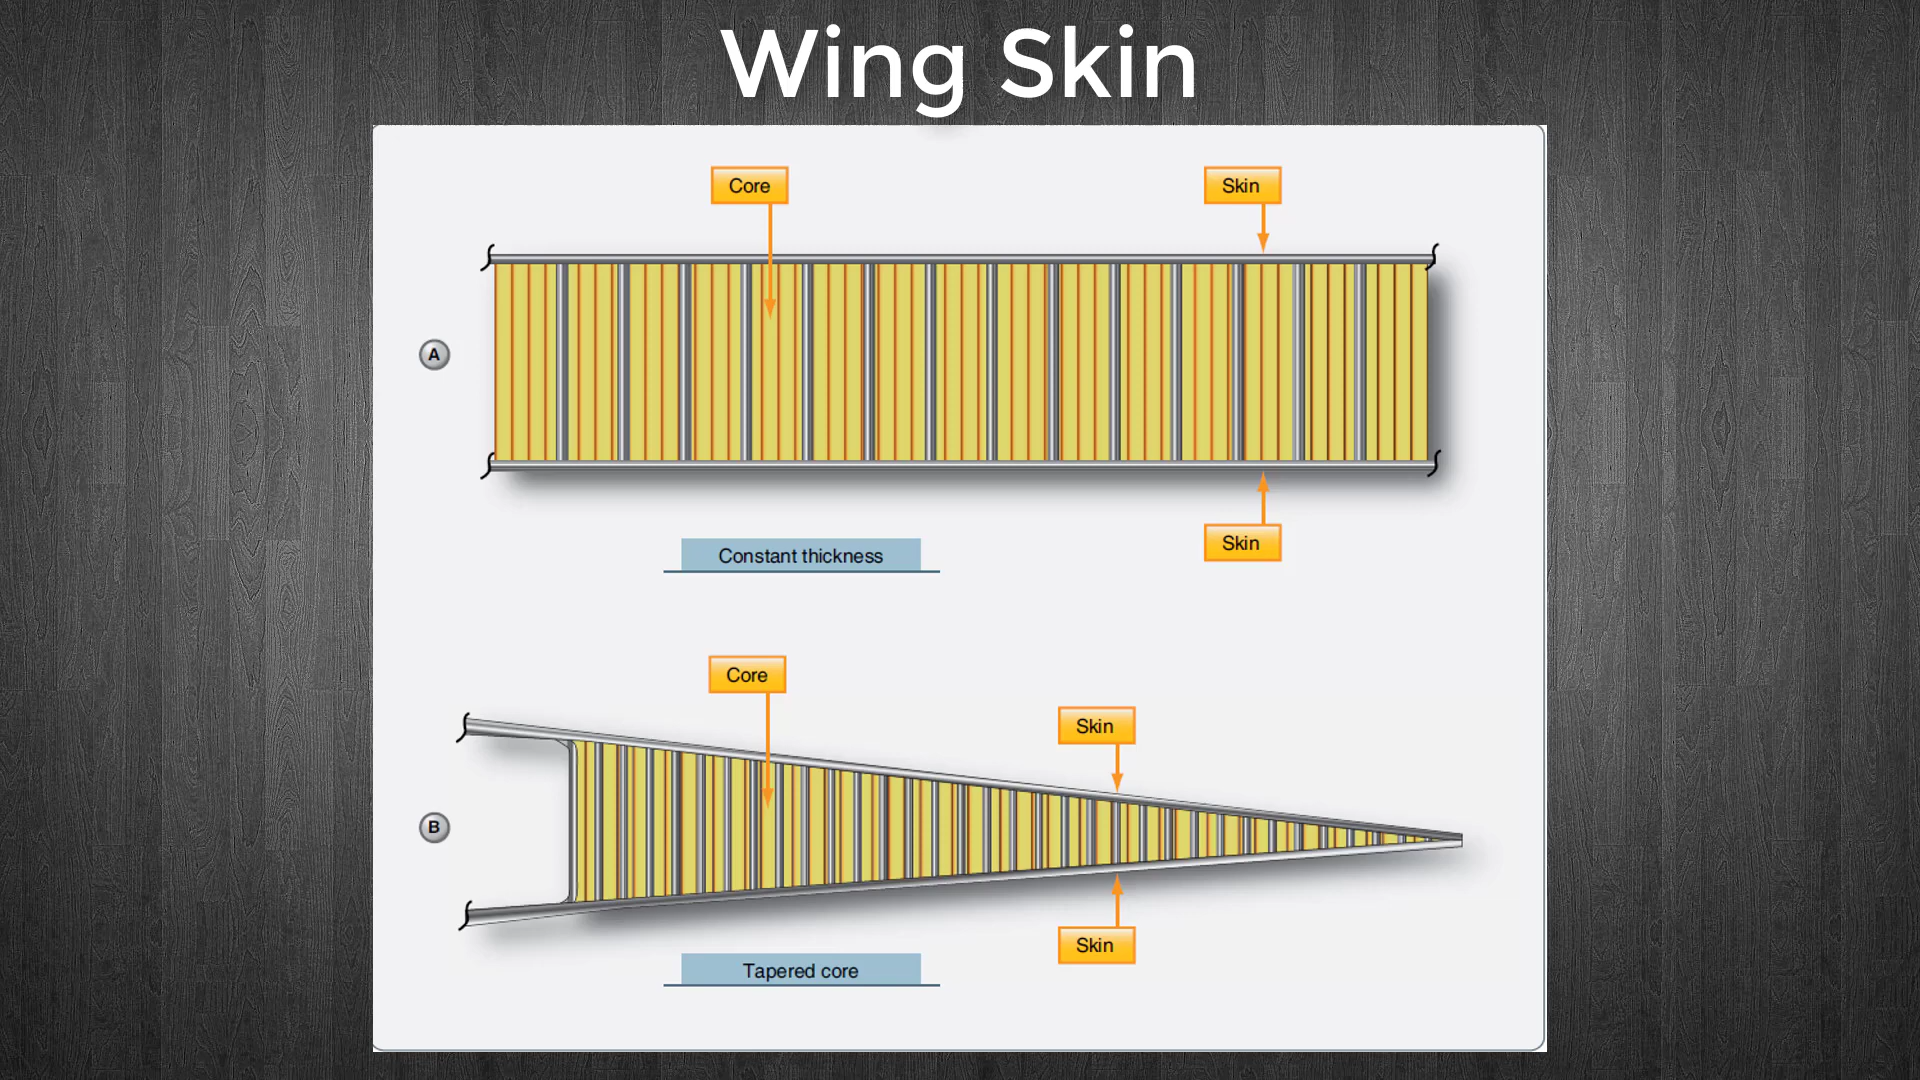 Wing Skin
Core
Skin
A
Skin
Constant thickness
Core
Skin
B
Skin
Tapered core